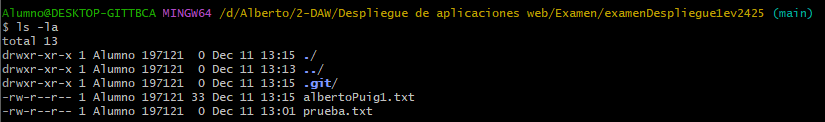 Alumno@DESKTOP-GITTBCA MINGW64 /d/Alberto/2-DAW/Despliegue de aplicaciones web/Examen/examenDespliegue1ev2425 (main)
$ ls -la
total 13
drwxr-xr-x 1 Alumno 197121  0 Dec 11 13:15 ./
drwxr-xr-x 1 Alumno 197121  0 Dec 11 13:13 ../
drwxr-xr-x 1 Alumno 197121  0 Dec 11 13:15 .git/
-rw-r--r-- 1 Alumno 197121 33 Dec 11 13:15 albertoPuig1.txt
-rw-r--r-- 1 Alumno 197121  0 Dec 11 13:01 prueba.txt